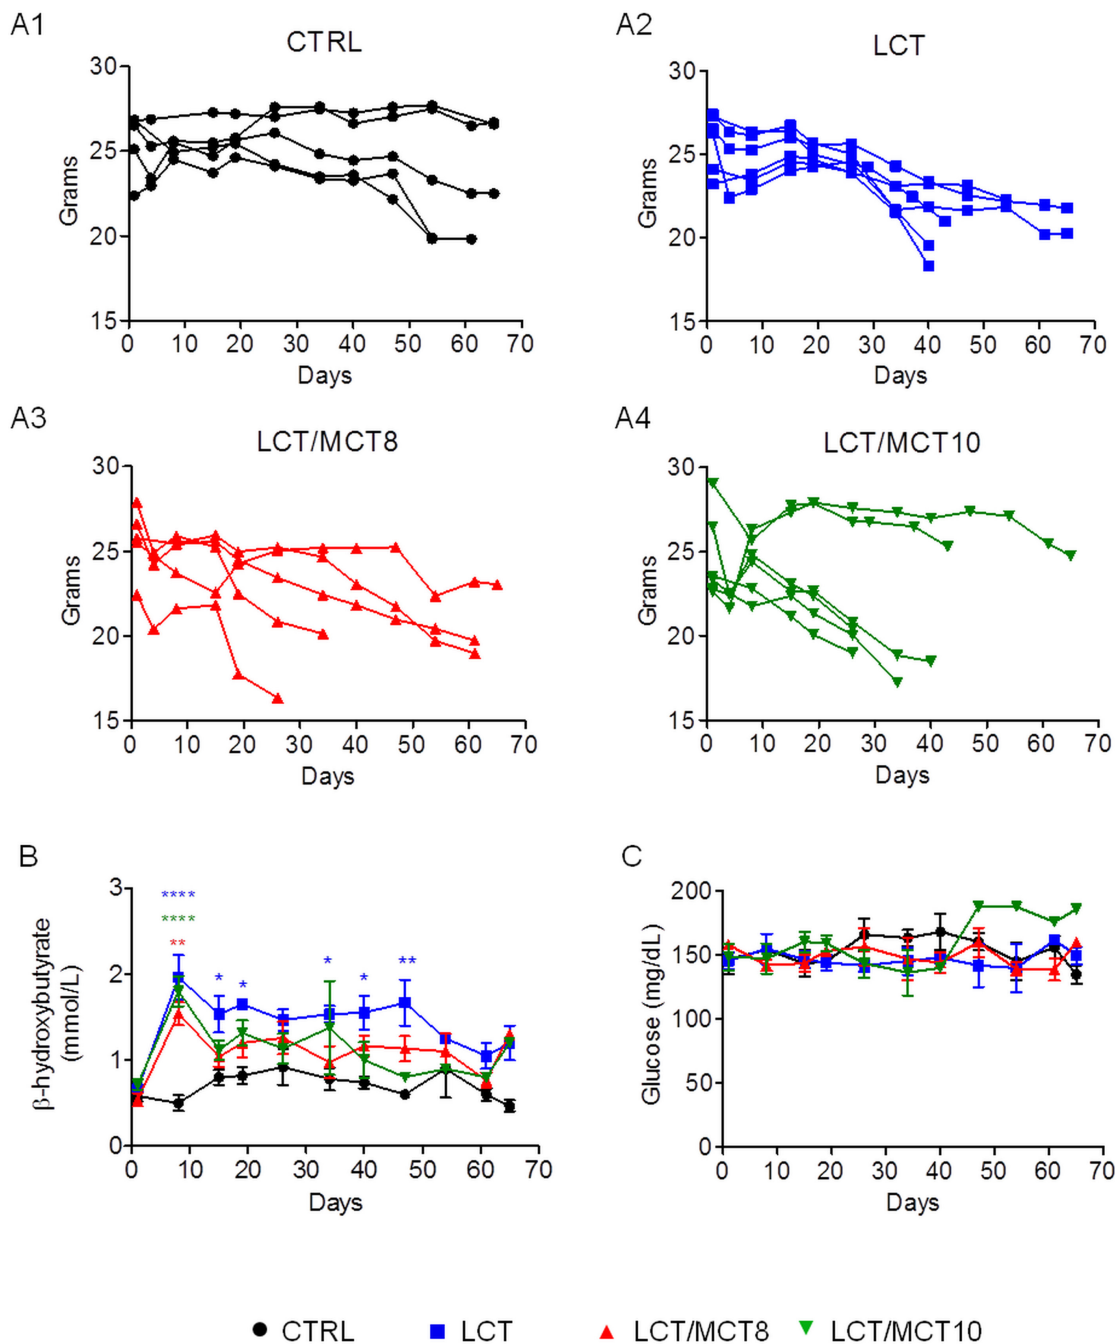 A1
CTRL
30
25
20
15
Grams
0 10 20 30 40 50 60 70
Days
A2
LCT
30
25
20
15
Grams
0 10 20 30 40 50 60 70
Days
A3
LCT/MCT8
30
25
20
15
Grams
0 10 20 30 40 50 60 70
Days
A4
LCT/MCT10
30
25
20
15
Grams
0 10 20 30 40 50 60 70
Days
B
3
2
1
0
β-hydroxybutyrate
(mmol/L)
****
****
**
* * * * **
0 10 20 30 40 50 60 70
Days
C
200
150
100
50
0
Glucose (mg/dL)
0 10 20 30 40 50 60 70
Days
CTRL LCT LCT/MCT8 LCT/MCT10